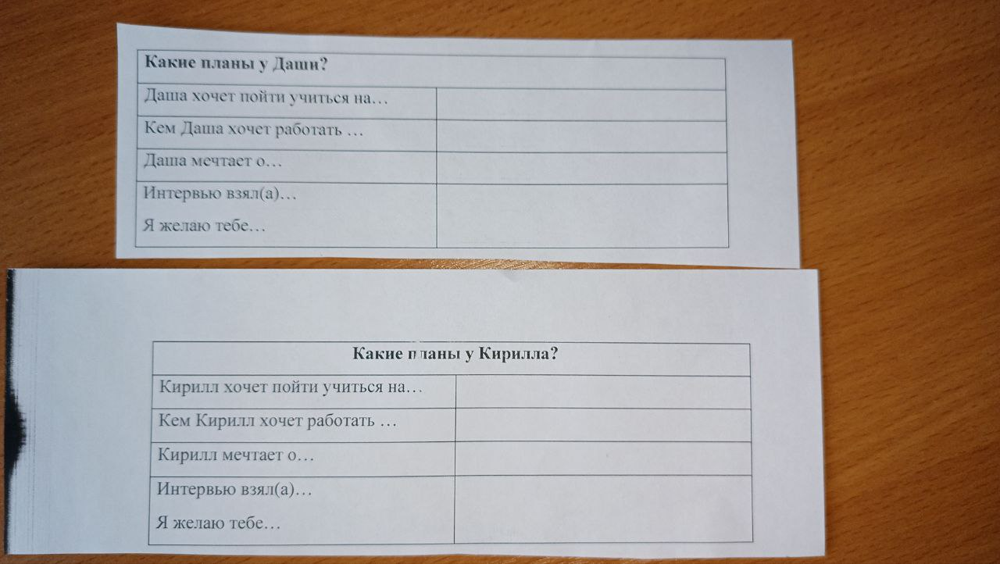 Какие планы у Даши?
Даша хочет пойти учиться на…
Кем Даша хочет работать …
Даша мечтает о…
Интервью взял(а)…
Я желаю тебе…
Какие планы у Кирилла?
Кирилл хочет пойти учиться на…
Кем Кирилл хочет работать …
Кирилл мечтает о…
Интервью взял(а)…
Я желаю тебе…